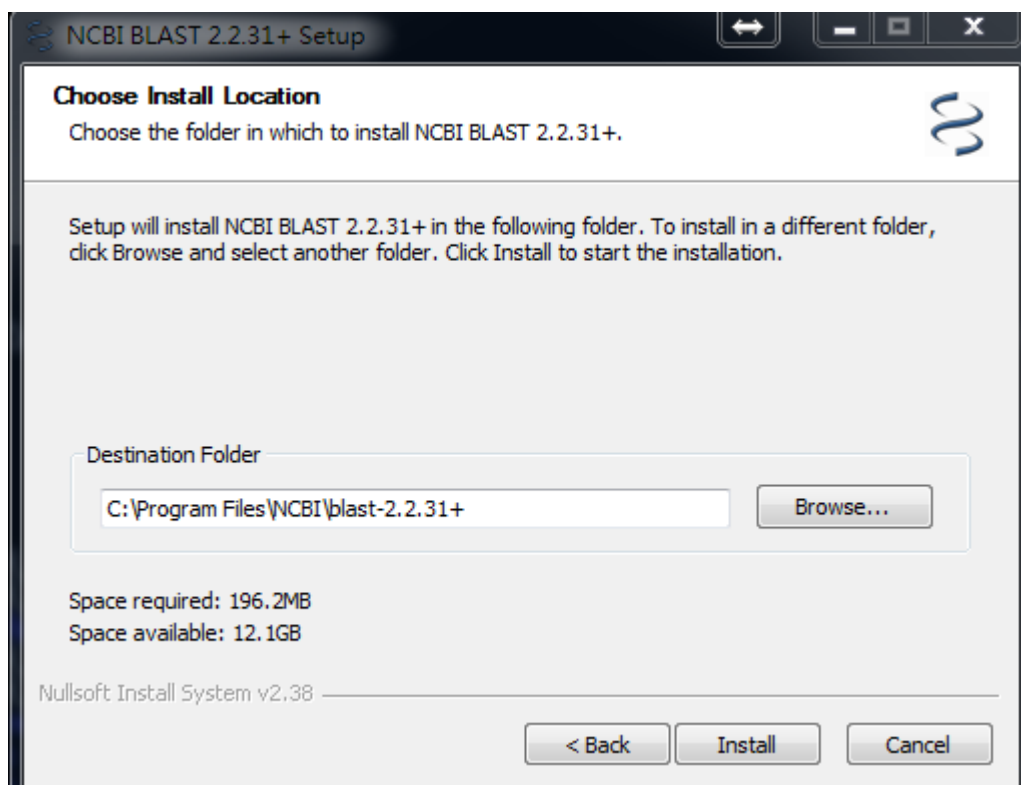 NCBI BLAST 2.2.31+ Setup
Choose Install Location
Choose the folder in which to install NCBI BLAST 2.2.31+.
Setup will install NCBI BLAST 2.2.31+ in the following folder. To install in a different folder,
click Browse and select another folder. Click Install to start the installation.
Destination Folder
C:\Program Files\NCBI\blast-2.2.31+
Browse...
Space required: 196.2MB
Space available: 12.1GB
Nullsoft Install System v2.38
< Back Install Cancel